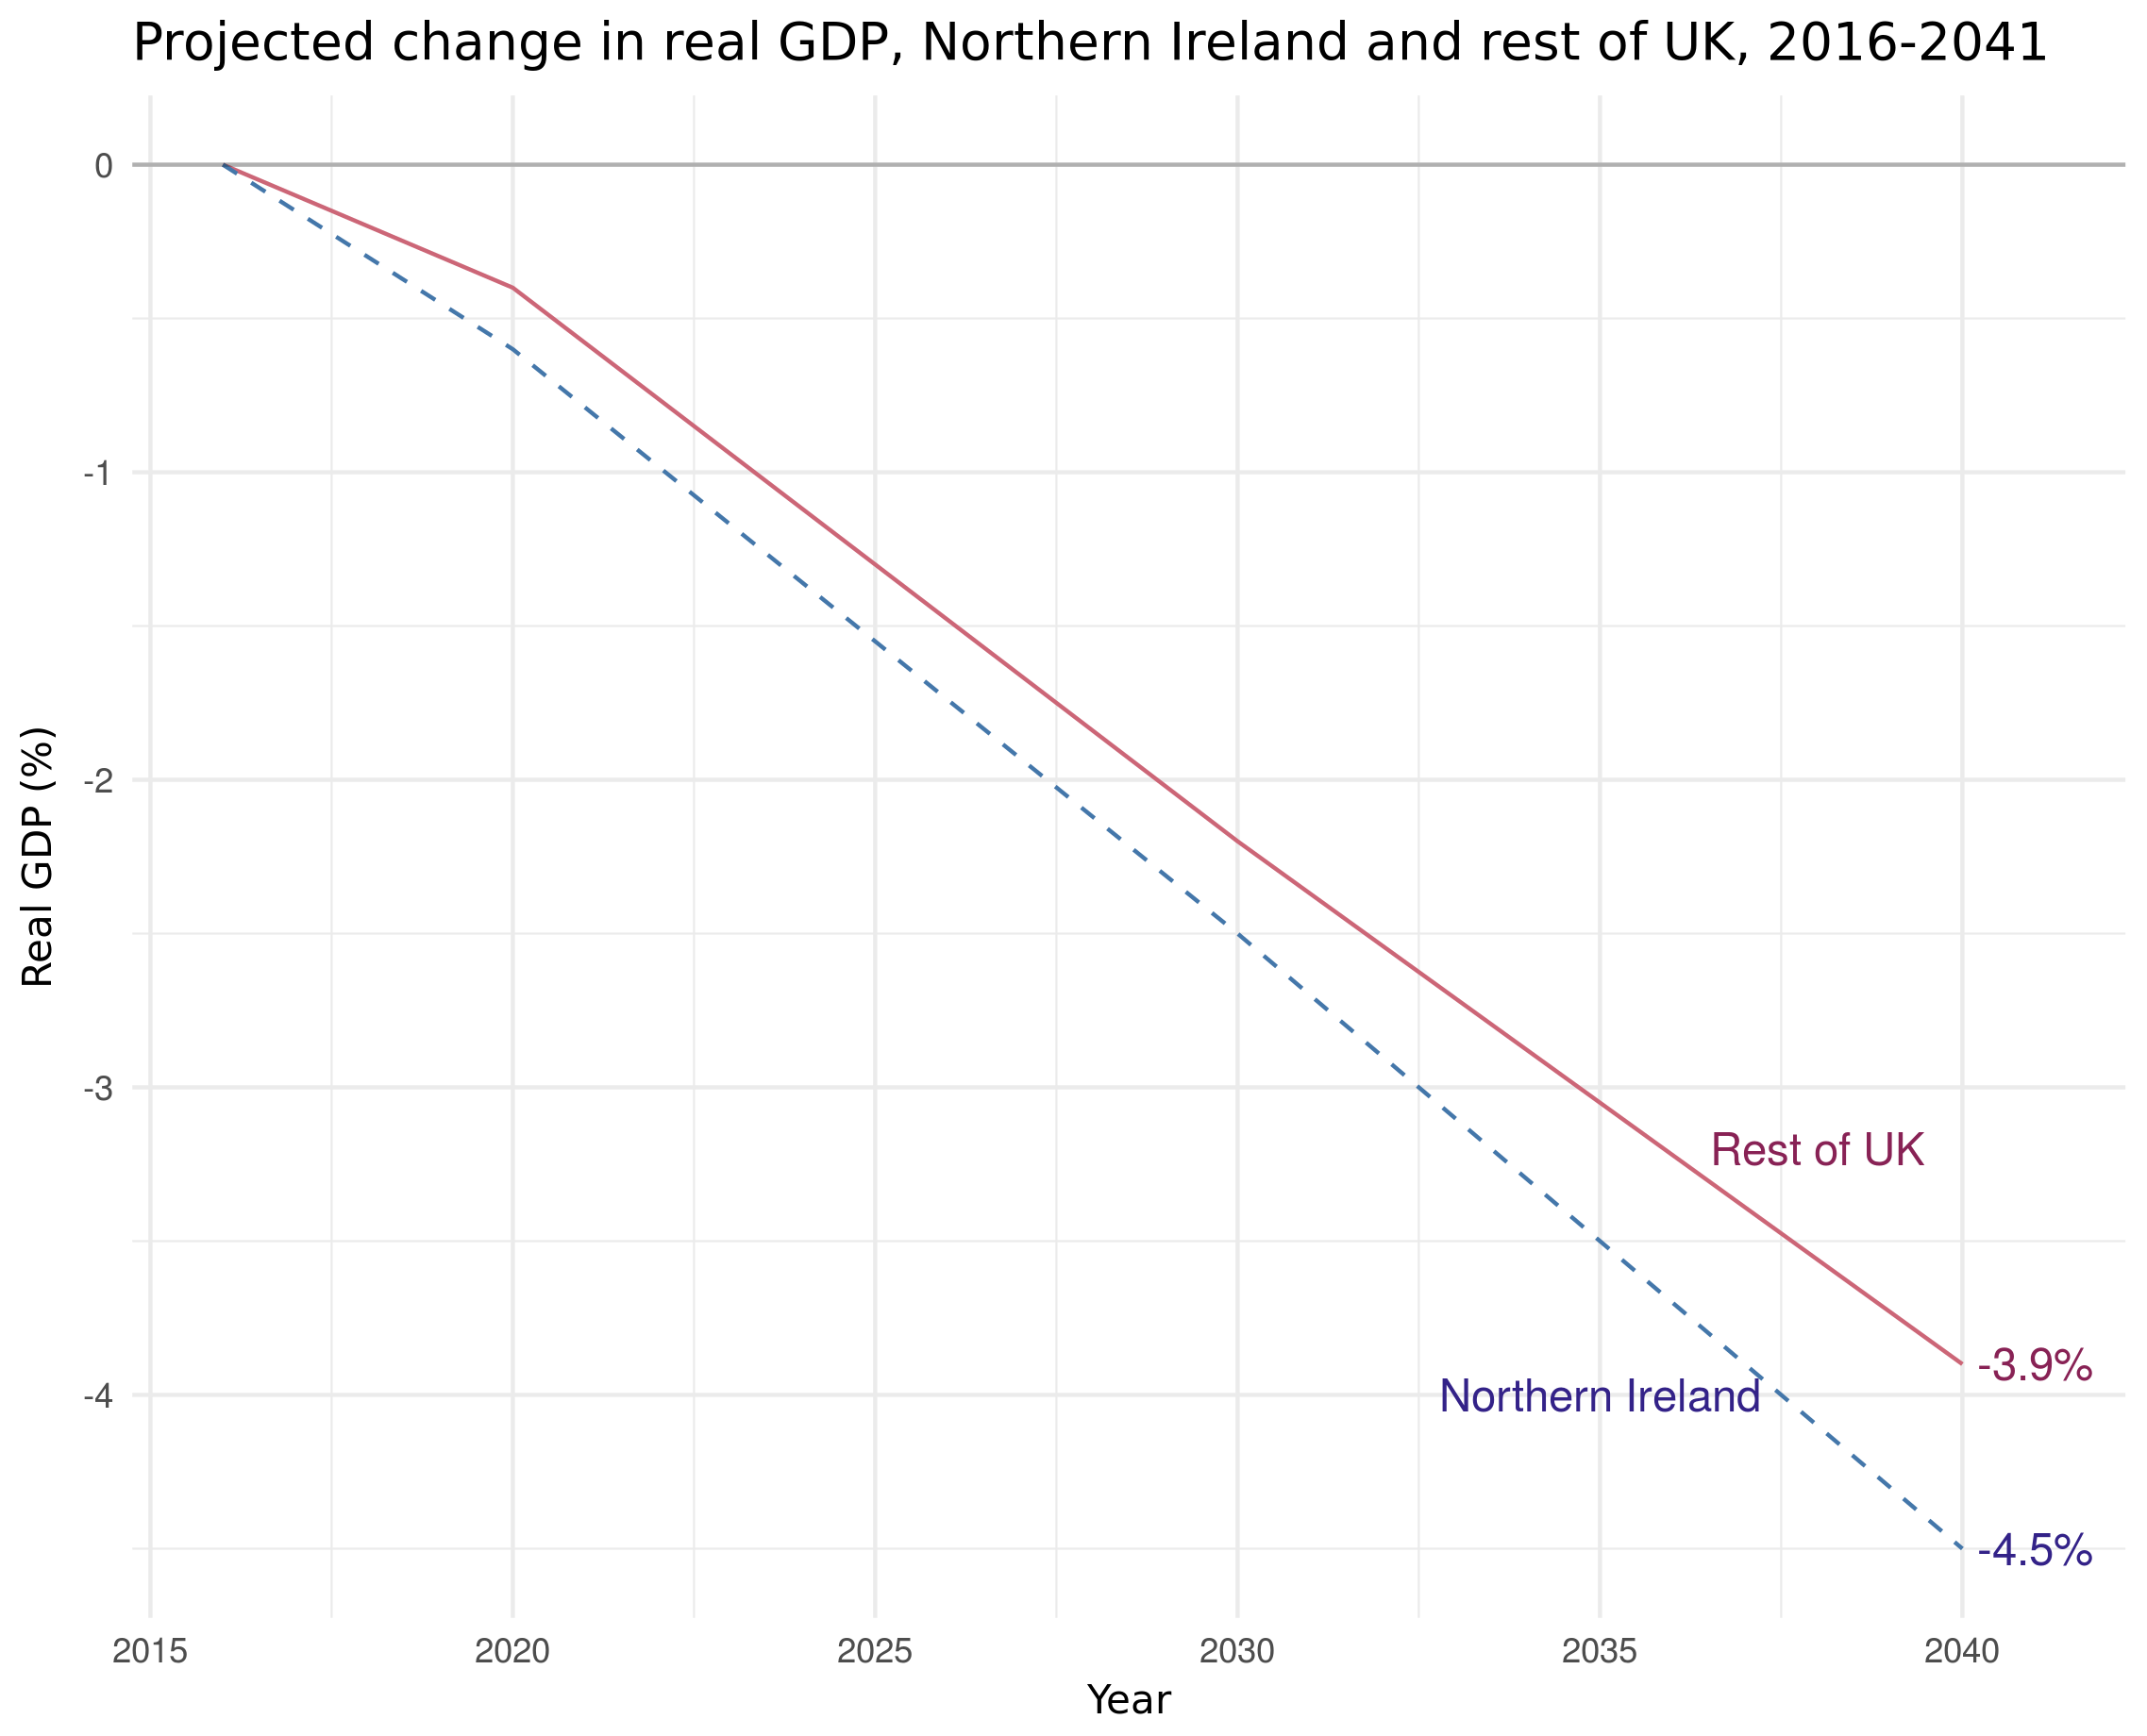 Projected change in real GDP, Northern Ireland and rest of UK, 2016-2041
0
-1
-2
-3
-4
Real GDP (%)
Rest of UK
-3.9%
Northern Ireland
-4.5%
2015 2020 2025 2030 2035 2040
Year